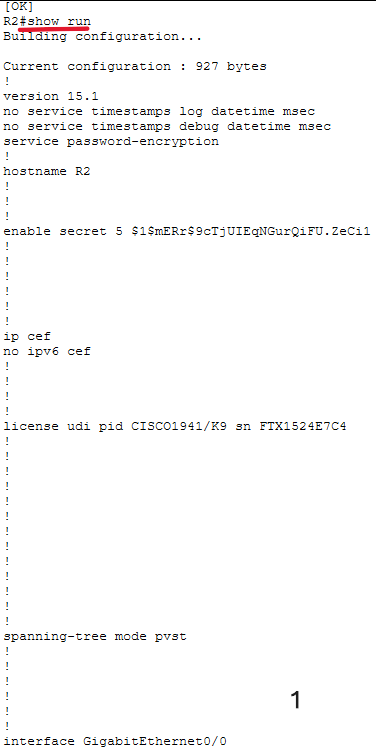 [OK]
R2#show run
Building configuration...
Current configuration : 927 bytes
!
version 15.1
no service timestamps log datetime msec
no service timestamps debug datetime msec
service password-encryption
!
hostname R2
!
!
!
enable secret 5 $1$mERr$9cTjUIEqNGurQiFU.ZeCi1
!
!
!
!
!
!
ip cef
no ipv6 cef
!
!
!
!
license udi pid CISCO1941/K9 sn FTX1524E7C4
!
!
!
!
!
!
!
!
!
!
!
!
!
spanning-tree mode pvst
!
!
!
!
!
!
1
interface GigabitEthernet0/0